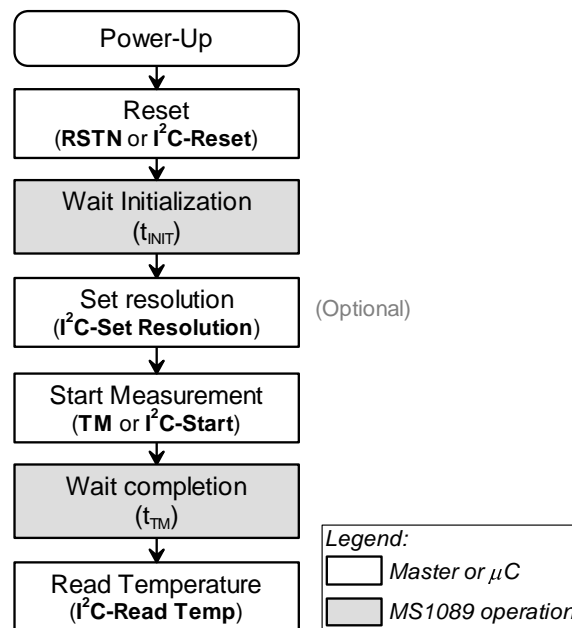 Power-Up
Reset
(RSTN or I²C-Reset)
Wait Initialization
(tINIT)
Set resolution
(I²C-Set Resolution)
(Optional)
Start Measurement
(TM or I²C-Start)
Wait completion
(tTM)
Read Temperature
(I²C-Read Temp)
Legend:
Master or µC
MS1089 operation